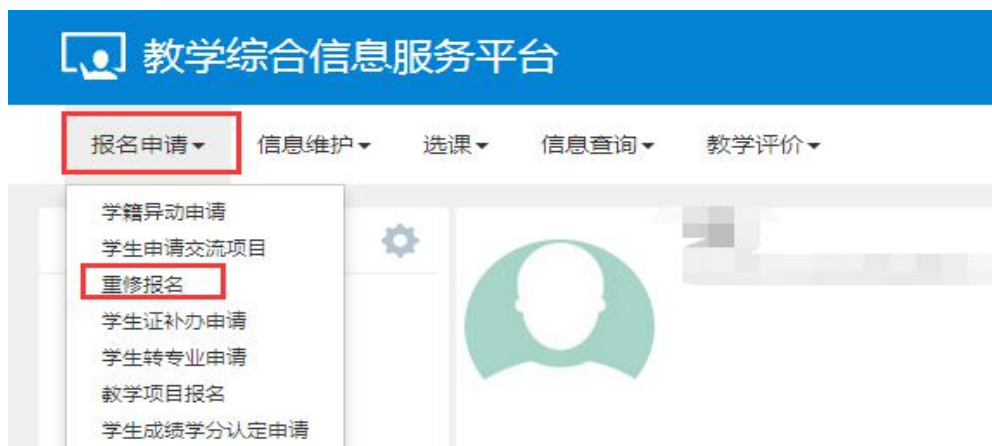 教学综合信息服务平台
报名申请 信息维护 选课 信息查询 教学评价
学籍异动申请
学生申请交流项目
重修报名
学生证补办申请
学生转专业申请
教学项目报名
学生成绩学分认定申请